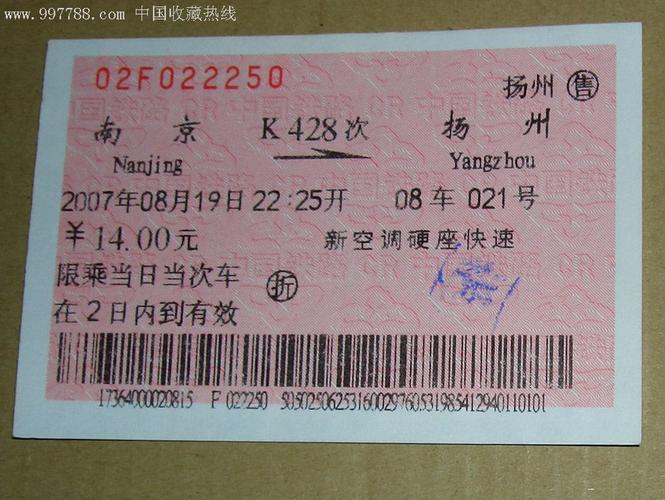 www.997788.com 中国收藏热线
02F022250
扬州 售
南 京 K 428次 扬 州
Nanjing Yangzhou
2007年08月19日22:25开 08车 021号
￥14.00元 新空调硬座快速
限乘当日当次车 折
在2日内到有效
17364000020815 F 022250 50502506253160029760531985412940110101